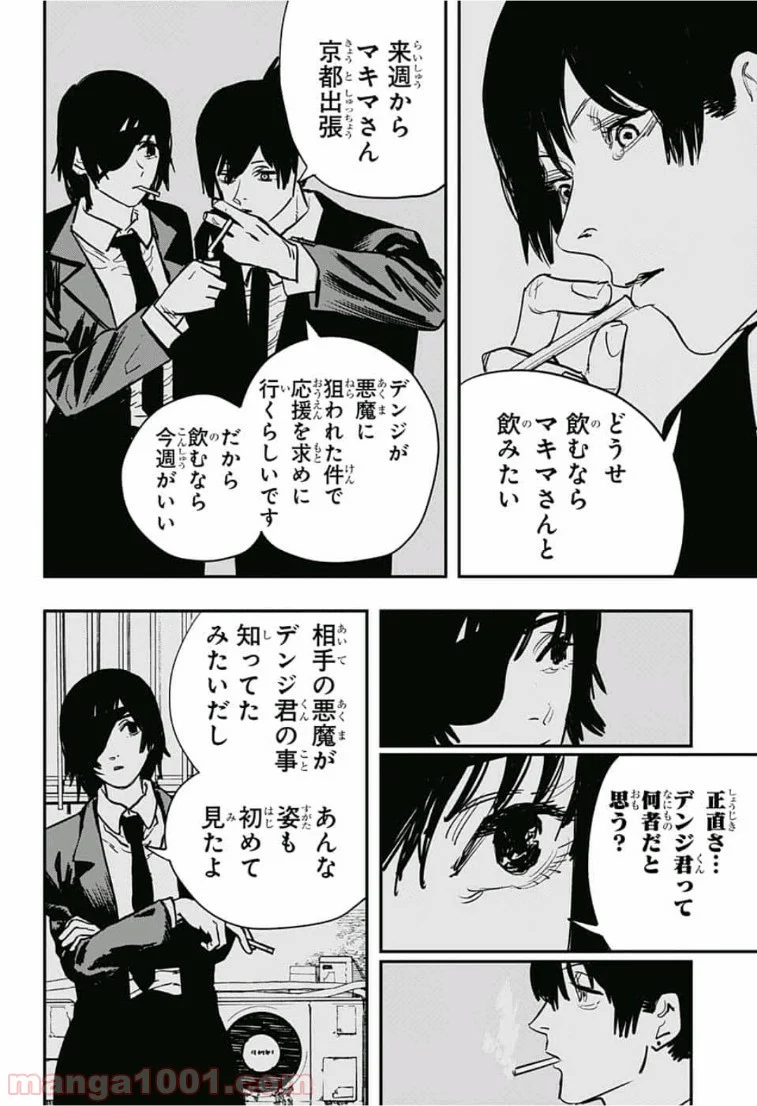 どうせ
飲むなら
マキマさんと
飲みたい
来週から
マキマさん
京都出張
デンジが
悪魔に
狙われた件で
応援を求めに
行くらしいです
だから
飲むなら
今週がいい
正直さ…
デンジ君って
何者だと
思う?
相手の悪魔が
デンジ君の事
知ってた
みたいだし
あんな
姿も
初めて
見たよ
manga1001.com